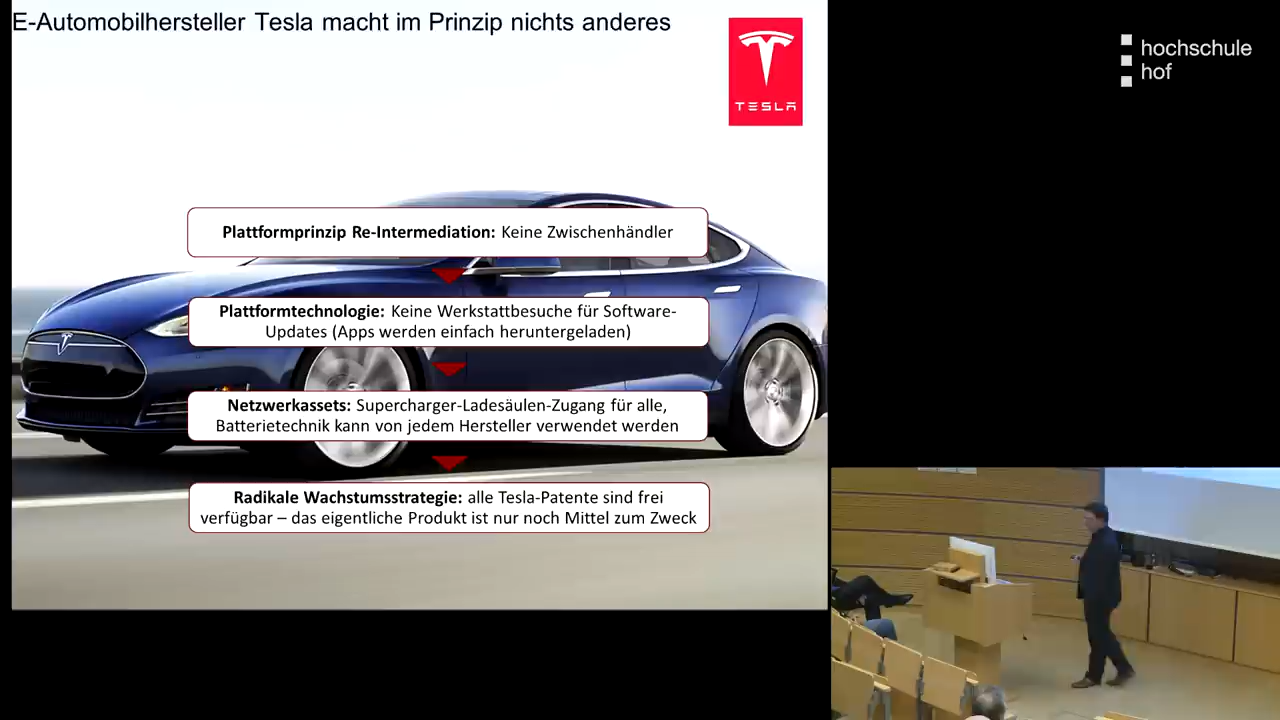 E-Automobilhersteller Tesla macht im Prinzip nichts anderes
TESLA
hochschule
hof
Plattformprinzip Re-Intermediation: Keine Zwischenhändler
Plattformtechnologie: Keine Werkstattbesuche für Software-
Updates (Apps werden einfach heruntergeladen)
Netzwerkassets: Supercharger-Ladesäulen-Zugang für alle,
Batterietechnik kann von jedem Hersteller verwendet werden
Radikale Wachstumsstrategie: alle Tesla-Patente sind frei
verfügbar – das eigentliche Produkt ist nur noch Mittel zum Zweck